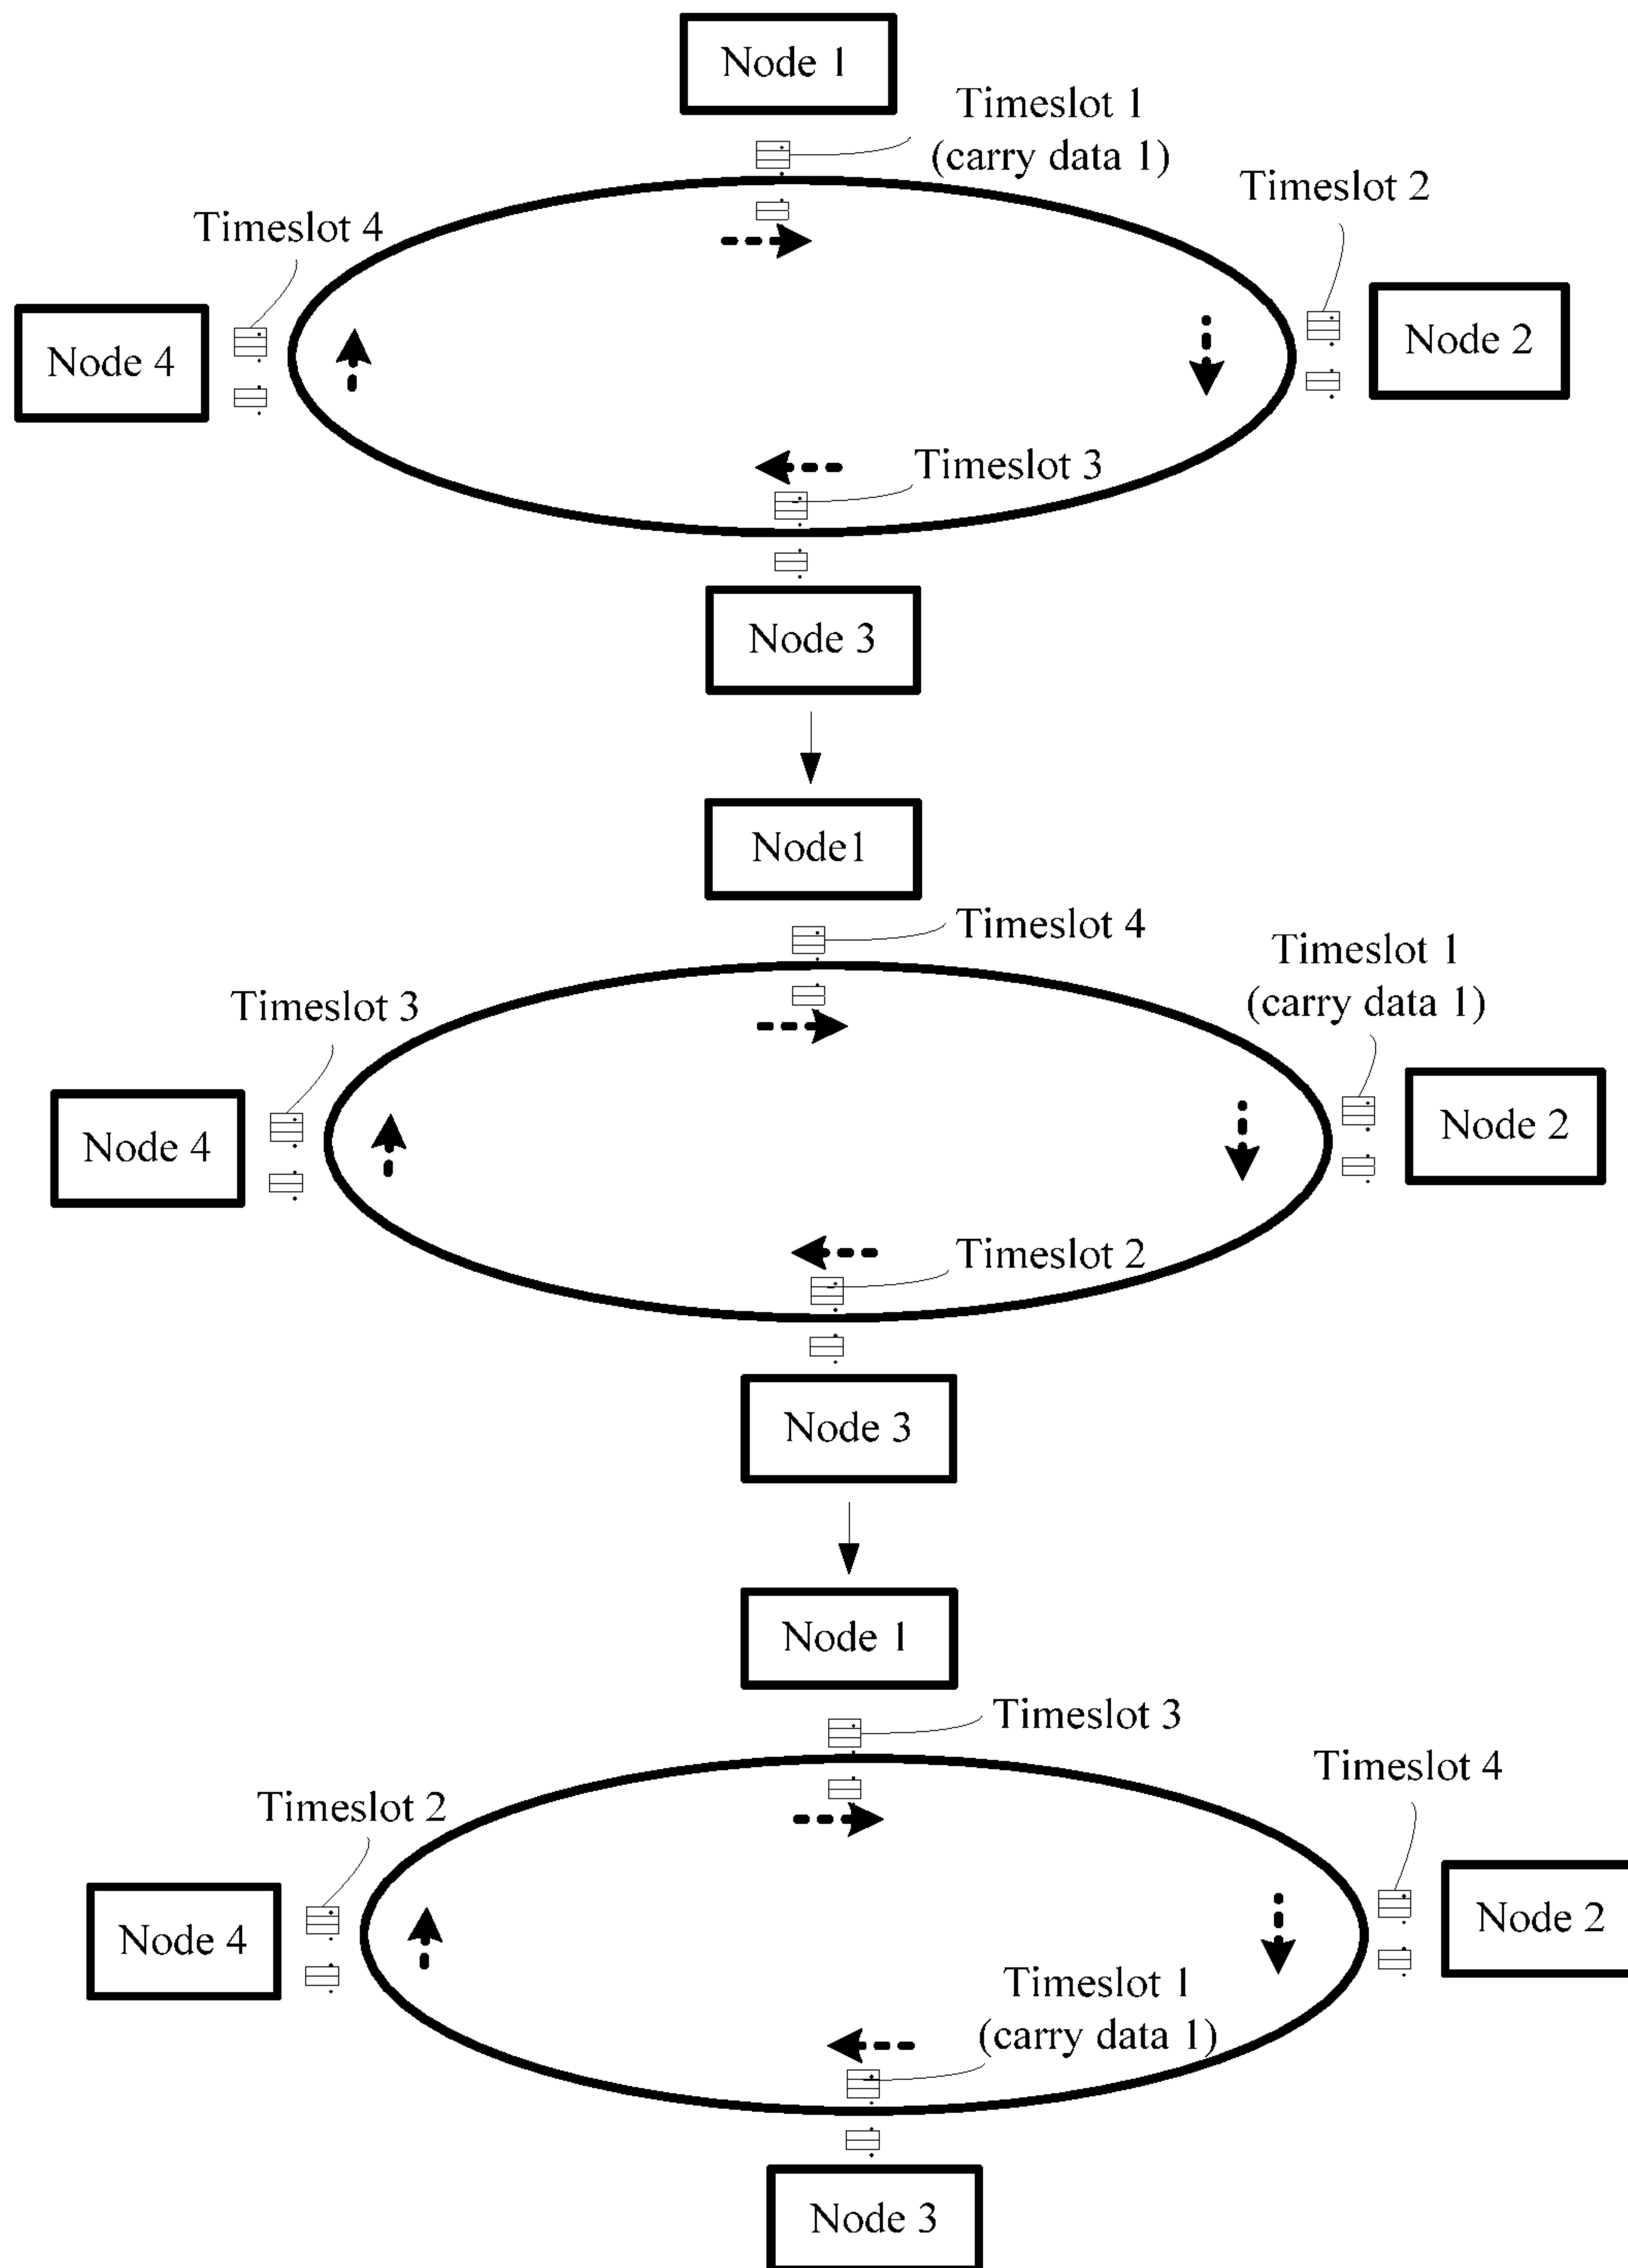 Node 1
Timeslot 1
(carry data 1)
Timeslot 2
Timeslot 4
Node 4
Node 2
Timeslot 3
Node 3
Node1
Timeslot 4
Timeslot 1
(carry data 1)
Timeslot 3
Node 4
Node 2
Timeslot 2
Node 3
Node 1
Timeslot 3
Timeslot 4
Timeslot 2
Node 4
Node 2
Timeslot 1
(carry data 1)
Node 3